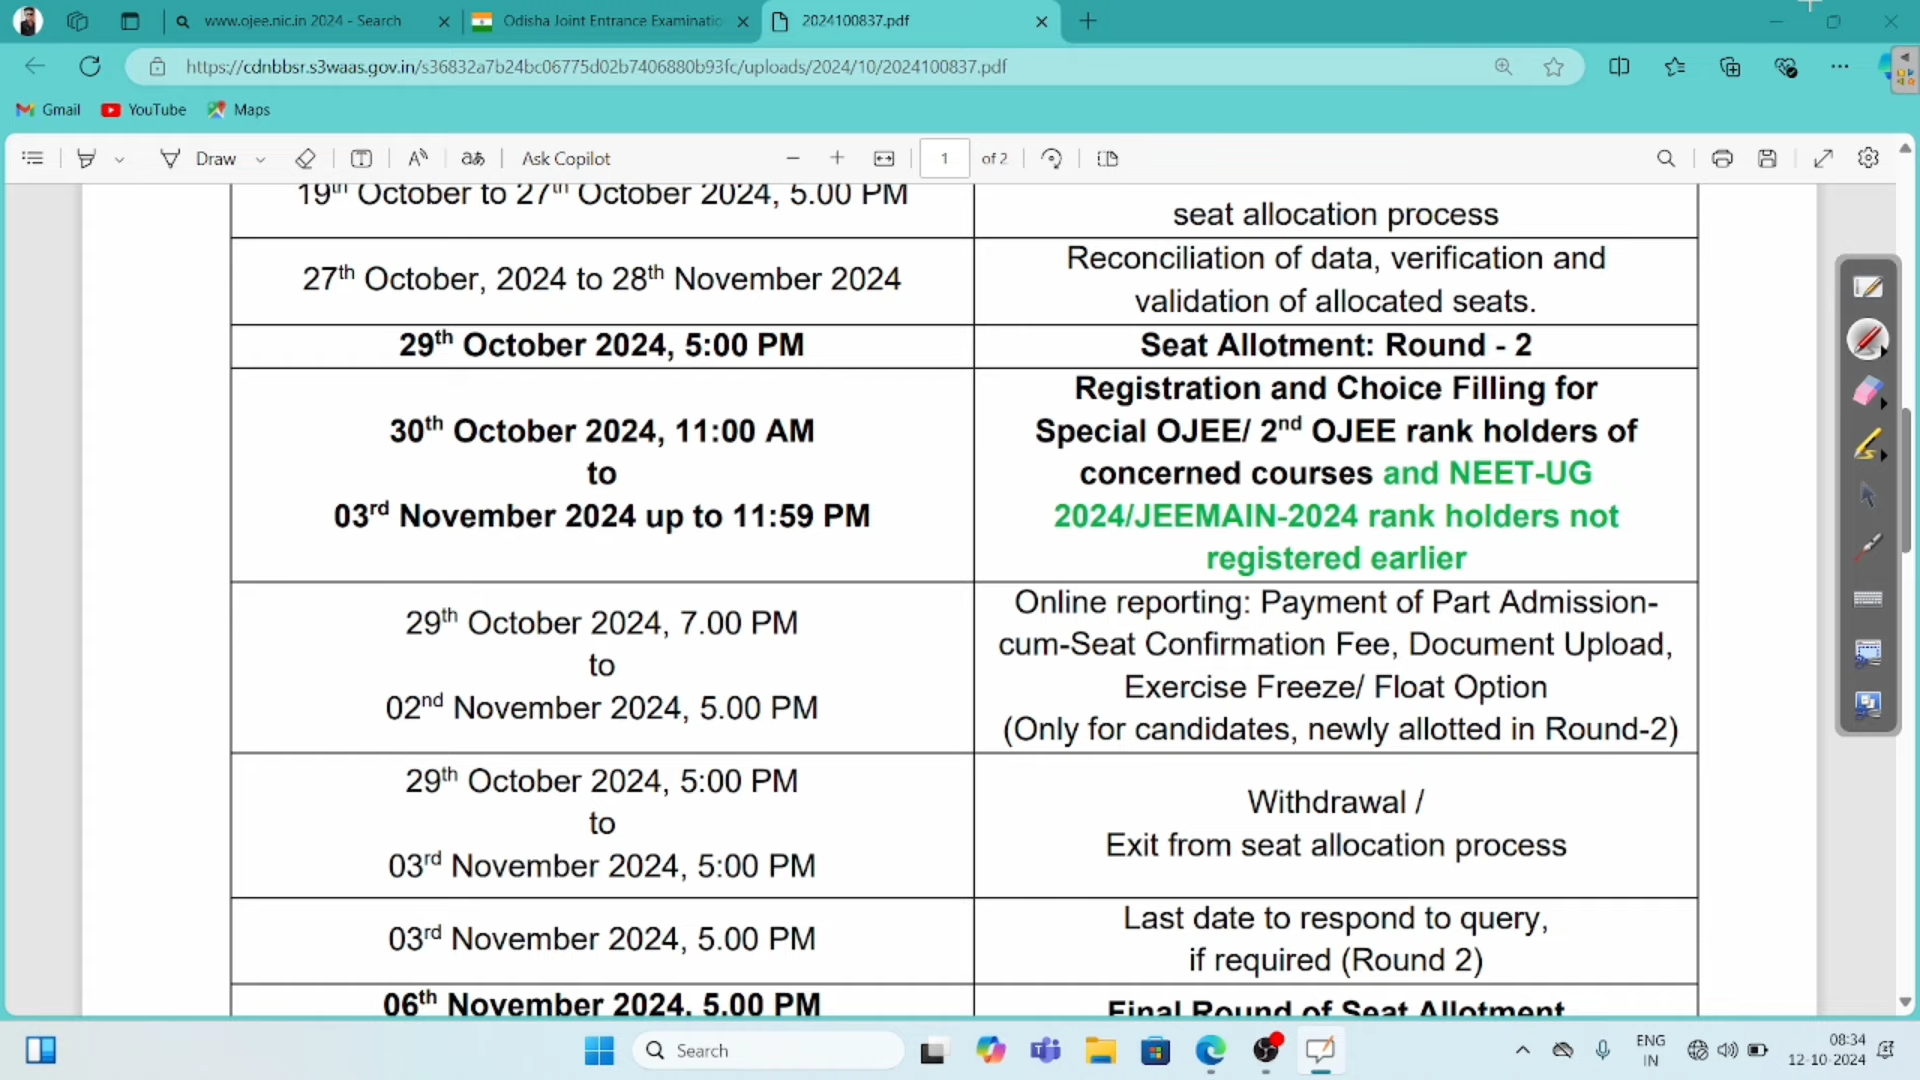 www.ojee.nic.in 2024 - Search
Odisha Joint Entrance Examinatio
2024100837.pdf
https://cdnbbsr.s3waas.gov.in/s36832a7b24bc06775d02b7406880b93fc/uploads/2024/10/2024100837.pdf
Gmail
YouTube
Maps
Draw
Ask Copilot
1 of 2
19th October to 27th October 2024, 5.00 PM
seat allocation process
27th October, 2024 to 28th November 2024
Reconciliation of data, verification and
validation of allocated seats.
29th October 2024, 5:00 PM
Seat Allotment: Round - 2
30th October 2024, 11:00 AM
to
03rd November 2024 up to 11:59 PM
Registration and Choice Filling for
Special OJEE/ 2nd OJEE rank holders of
concerned courses and NEET-UG
2024/JEEMAIN-2024 rank holders not
registered earlier
29th October 2024, 7.00 PM
to
02nd November 2024, 5.00 PM
Online reporting: Payment of Part Admission-
cum-Seat Confirmation Fee, Document Upload,
Exercise Freeze/ Float Option
(Only for candidates, newly allotted in Round-2)
29th October 2024, 5:00 PM
to
03rd November 2024, 5:00 PM
Withdrawal /
Exit from seat allocation process
03rd November 2024, 5.00 PM
Last date to respond to query,
if required (Round 2)
06th November 2024, 5.00 PM
Final Round of Seat Allotment
Search
ENG
IN
08:34
12-10-2024